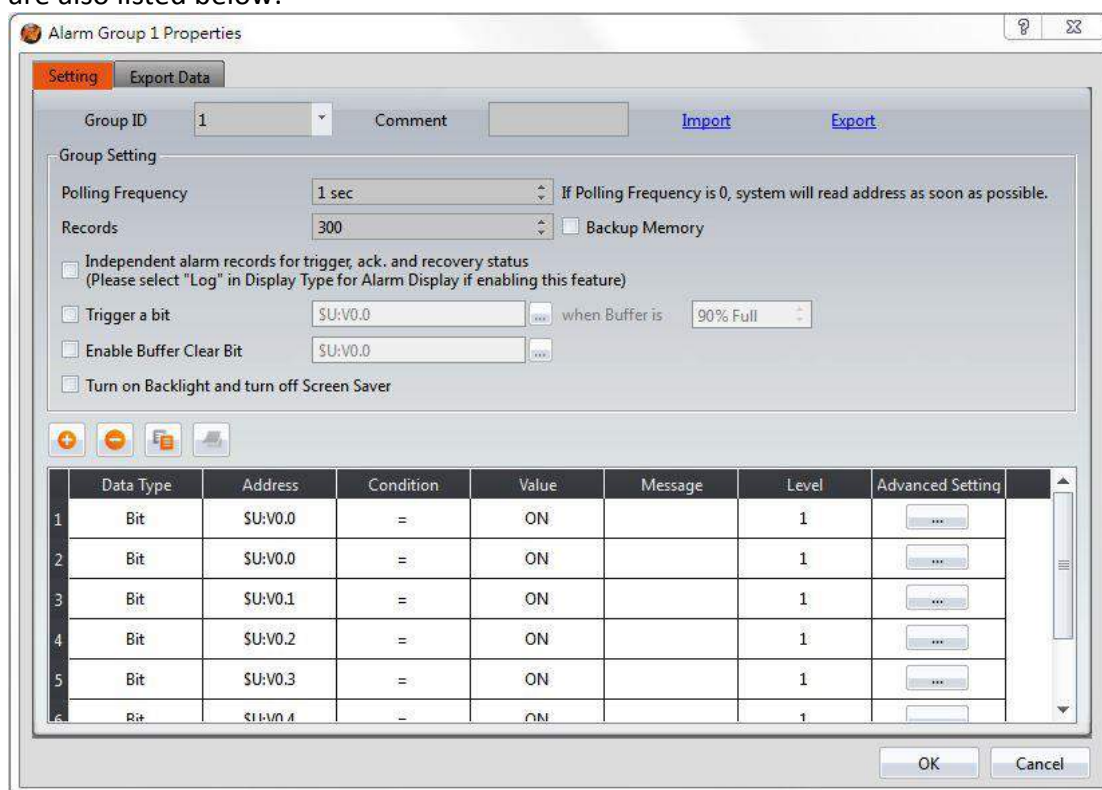 are also listed below.
Alarm Group 1 Properties
Setting Export Data
Group ID 1 Comment Import Export
Group Setting
Polling Frequency 1 sec If Polling Frequency is 0, system will read address as soon as possible.
Records 300 Backup Memory
Independent alarm records for trigger, ack. and recovery status
(Please select "Log" in Display Type for Alarm Display if enabling this feature)
Trigger a bit $U:V0.0 ... when Buffer is 90% Full
Enable Buffer Clear Bit $U:V0.0 ...
Turn on Backlight and turn off Screen Saver
Data Type Address Condition Value Message Level Advanced Setting
1 Bit $U:V0.0 = ON 1 ...
2 Bit $U:V0.0 = ON 1 ...
3 Bit $U:V0.1 = ON 1 ...
4 Bit $U:V0.2 = ON 1 ...
5 Bit $U:V0.3 = ON 1 ...
6 Bit $U:V0.4 = ON 1
OK Cancel